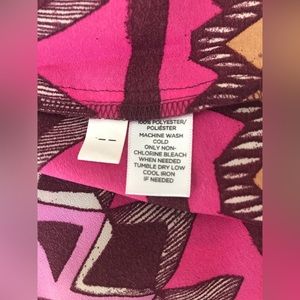 100% POLYESTER/
POLIÉSTER
MACHINE WASH
COLD
ONLY NON-
CHLORINE BLEACH
WHEN NEEDED
TUMBLE DRY LOW
COOL IRON
IF NEEDED